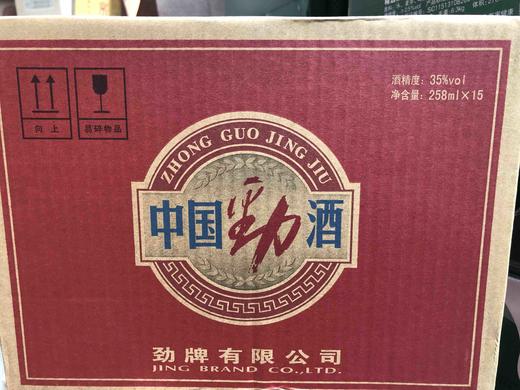 酒精度: 35%vol
净含量: 258ml×15
向上
易碎物品
ZHONG GUO JING JIU
中国劲酒
劲牌有限公司
JING BRAND CO.,LTD.